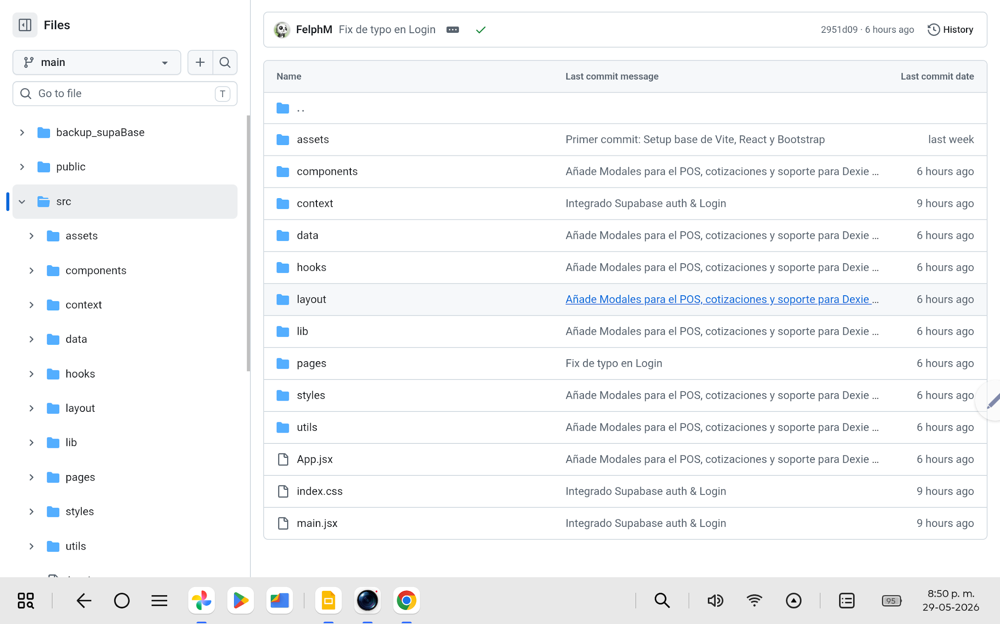 Files
main
Go to file
T
backup_supaBase
public
src
assets
components
context
data
hooks
layout
lib
pages
styles
utils
FelphM Fix de typo en Login
2951d09 · 6 hours ago History
Name Last commit message Last commit date
..
assets Primer commit: Setup base de Vite, React y Bootstrap last week
components Añade Modales para el POS, cotizaciones y soporte para Dexie ... 6 hours ago
context Integrado Supabase auth & Login 9 hours ago
data Añade Modales para el POS, cotizaciones y soporte para Dexie ... 6 hours ago
hooks Añade Modales para el POS, cotizaciones y soporte para Dexie ... 6 hours ago
layout Añade Modales para el POS, cotizaciones y soporte para Dexie ... 6 hours ago
lib Añade Modales para el POS, cotizaciones y soporte para Dexie ... 6 hours ago
pages Fix de typo en Login 6 hours ago
styles Añade Modales para el POS, cotizaciones y soporte para Dexie ... 6 hours ago
utils Añade Modales para el POS, cotizaciones y soporte para Dexie ... 6 hours ago
App.jsx Añade Modales para el POS, cotizaciones y soporte para Dexie ... 6 hours ago
index.css Integrado Supabase auth & Login 9 hours ago
main.jsx Integrado Supabase auth & Login 9 hours ago
95
8:50 p. m.
29-05-2026